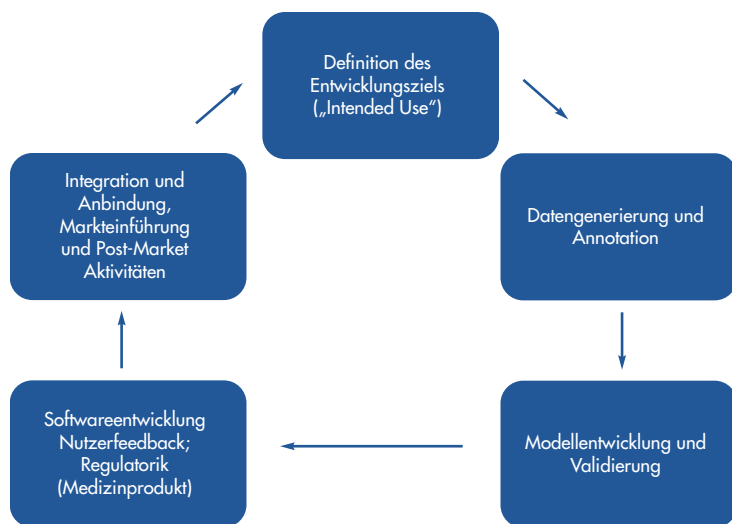 Definition des
Entwicklungsziels
(„Intended Use“)
Datengenerierung und
Annotation
Modellentwicklung und
Validierung
Softwareentwicklung
Nutzerfeedback;
Regulatorik
(Medizinprodukt)
Integration und
Anbindung,
Markteinführung
und Post-Market
Aktivitäten